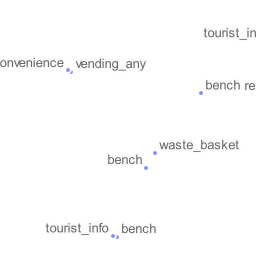 tourist_in
onvenience vending_any
bench re
waste_basket
bench
tourist_info bench